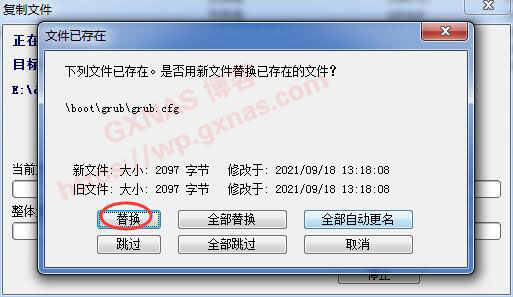 复制文件
正在
目标
E:\
文件已存在
下列文件已存在。是否用新文件替换已存在的文件？
\boot\grub\grub.cfg
GXNAS 博客
https://wp.gxnas.com
新文件：大小: 2097 字节 修改于: 2021/09/18 13:18:08
旧文件：大小: 2097 字节 修改于: 2021/09/18 13:18:08
当前
整体
替换 全部替换 全部自动更名
跳过 全部跳过 取消
停止